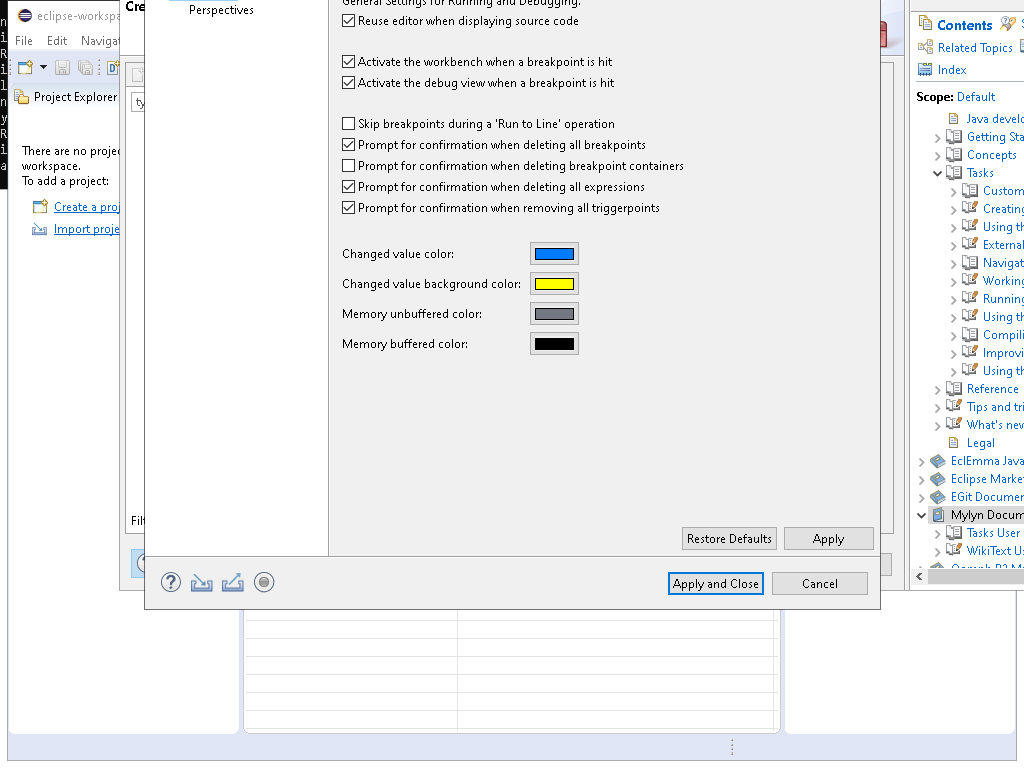 eclipse-workspa
Cre
File Edit Navigat
Project Explorer
ty
There are no projec
workspace.
To add a project:
Create a proj
Import proje
Filt
Perspectives
General Settings for Running and Debugging.
Reuse editor when displaying source code
Activate the workbench when a breakpoint is hit
Activate the debug view when a breakpoint is hit
Skip breakpoints during a 'Run to Line' operation
Prompt for confirmation when deleting all breakpoints
Prompt for confirmation when deleting breakpoint containers
Prompt for confirmation when deleting all expressions
Prompt for confirmation when removing all triggerpoints
Changed value color:
Changed value background color:
Memory unbuffered color:
Memory buffered color:
Restore Defaults Apply
Apply and Close Cancel
Contents
Related Topics
Index
Scope: Default
Java develo
Getting Sta
Concepts
Tasks
Custom
Creating
Using th
External
Navigat
Working
Running
Using th
Compili
Improvi
Using th
Reference
Tips and tri
What's new
Legal
EclEmma Java
Eclipse Marke
EGit Documen
Mylyn Docum
Tasks User
WikiText Us